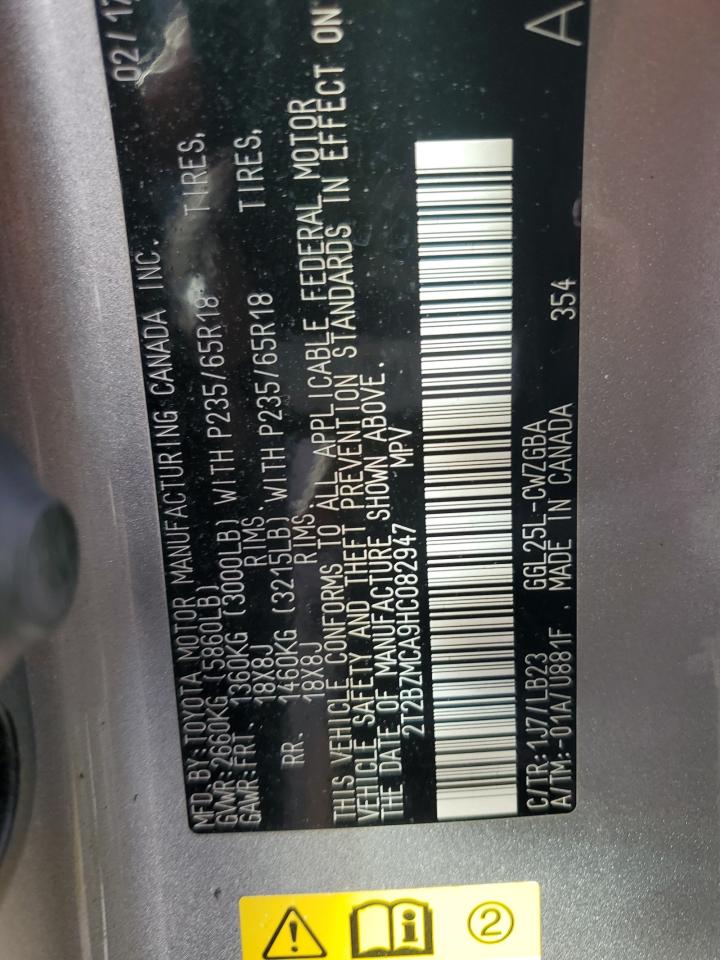 MFD. BY: TOYOTA MOTOR MANUFACTURING CANADA INC. 02/17
GVWR: 2660KG (5860LB)
GAWR: FRT. 1360KG (3000LB) WITH P235/65R18 TIRES,
18X8J RIMS,
RR. 1460KG (3215LB) WITH P235/65R18 TIRES,
18X8J RIMS.
THIS VEHICLE CONFORMS TO ALL APPLICABLE FEDERAL MOTOR
VEHICLE SAFETY AND THEFT PREVENTION STANDARDS IN EFFECT ON
THE DATE OF MANUFACTURE SHOWN ABOVE.
2T2BZMCA9HC082947 MPV
C/TR: 1J7/LB23 GGL25L-CWZGBA
A/TM: -01A/U881F , MADE IN CANADA 354
A
2